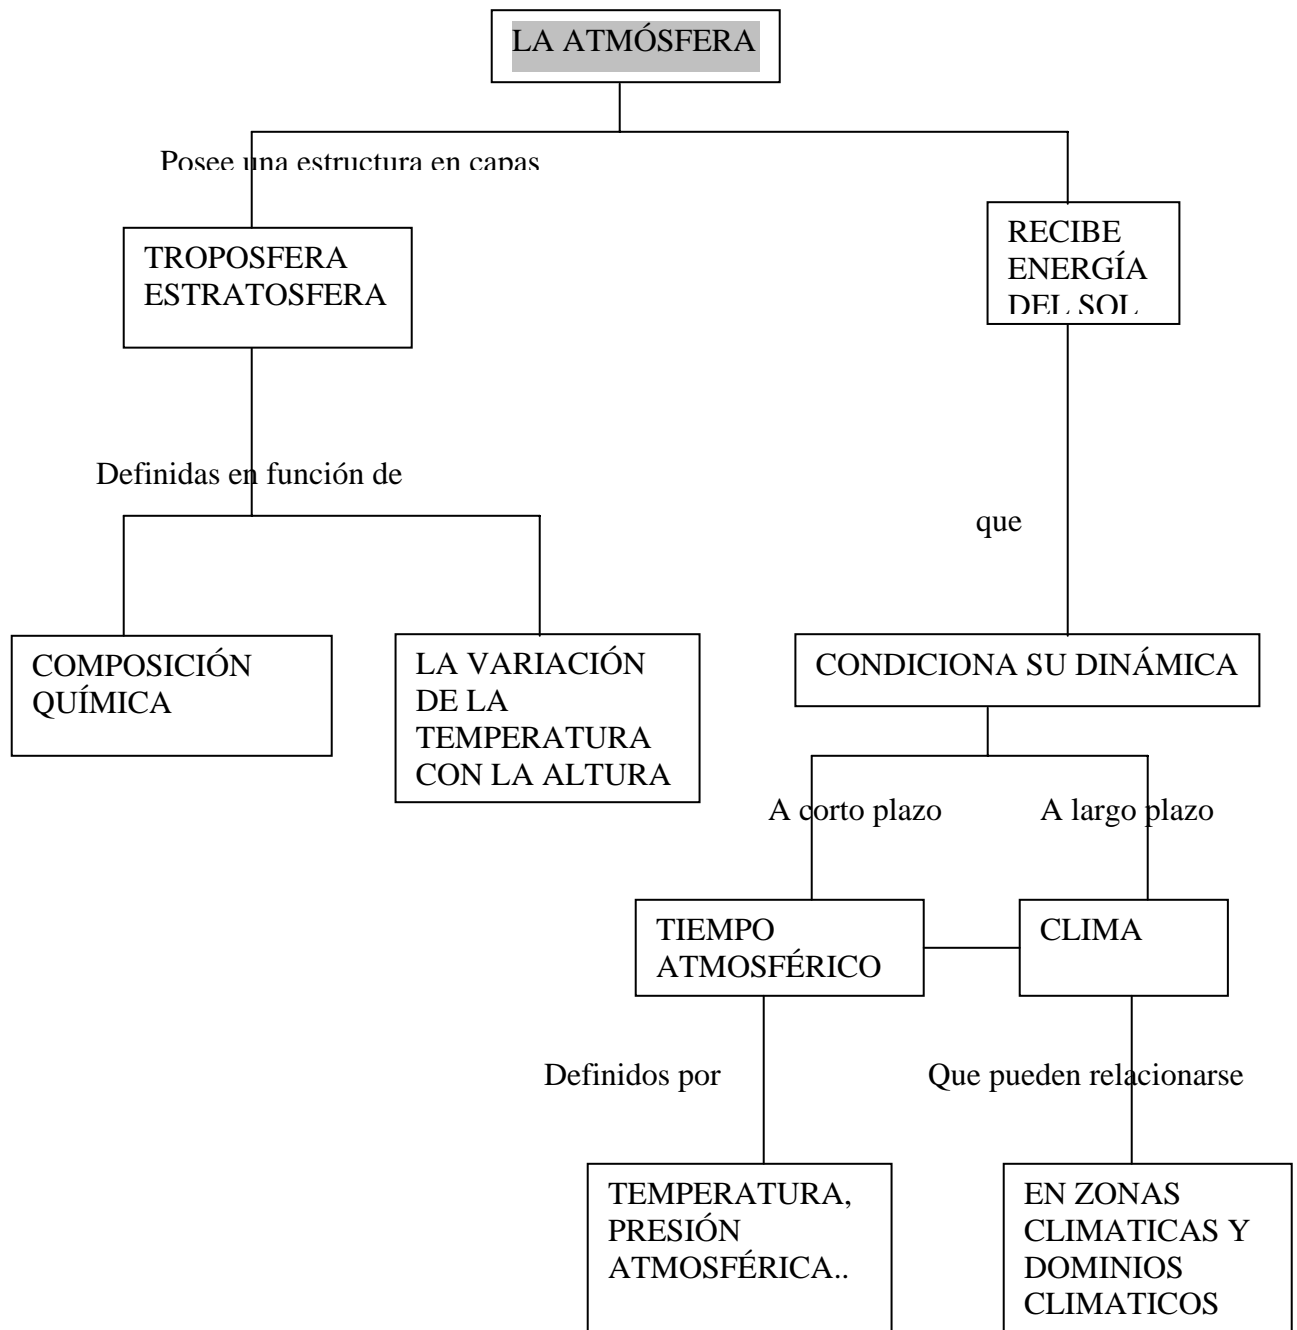 LA ATMÓSFERA
Posee una estructura en capas
TROPOSFERA
ESTRATOSFERA
RECIBE
ENERGÍA
DEL SOL
Definidas en función de
que
COMPOSICIÓN
QUÍMICA
LA VARIACIÓN
DE LA
TEMPERATURA
CON LA ALTURA
CONDICIONA SU DINÁMICA
A corto plazo
A largo plazo
TIEMPO
ATMOSFÉRICO
CLIMA
Definidos por
Que pueden relacionarse
TEMPERATURA,
PRESIÓN
ATMOSFÉRICA..
EN ZONAS
CLIMATICAS Y
DOMINIOS
CLIMATICOS